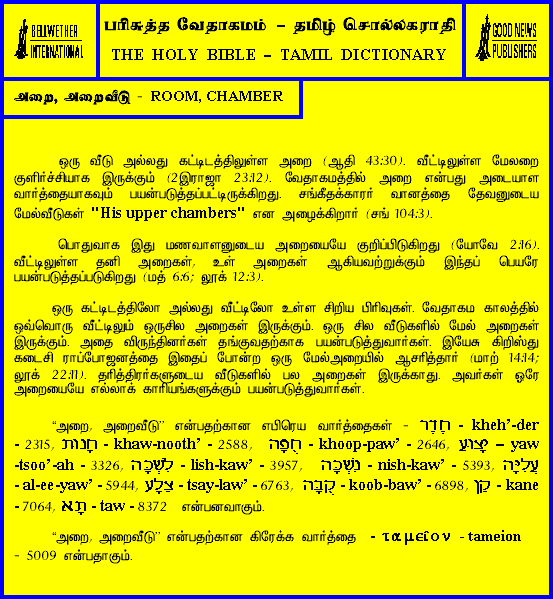 BELLWETHER
INTERNATIONAL
பரிசுத்த வேதாகமம் – தமிழ் சொல்லகராதி
THE HOLY BIBLE – TAMIL DICTIONARY
GOOD NEWS
PUBLISHERS
அறை, அறைவீடு - ROOM, CHAMBER
ஒரு வீடு அல்லது கட்டிடத்திலுள்ள அறை (ஆதி 43:30). வீட்டிலுள்ள மேலறை
குளிர்ச்சியாக இருக்கும் (2இராஜா 23:12). வேதாகமத்தில் அறை என்பது அடையாள
வார்த்தையாகவும் பயன்படுத்தப்பட்டிருக்கிறது. சங்கீதக்காரர் வானத்தை தேவனுடைய
மேல்வீடுகள் "His upper chambers" என அழைக்கிறார் (சங் 104:3).
பொதுவாக இது மணவாளனுடைய அறையையே குறிப்பிடுகிறது (யோவே 2:16).
வீட்டிலுள்ள தனி அறைகள், உள் அறைகள் ஆகியவற்றுக்கும் இந்தப் பெயரே
பயன்படுத்தப்படுகிறது (மத் 6:6; லூக் 12:3).
ஒரு கட்டிடத்திலோ அல்லது வீட்டிலோ உள்ள சிறிய பிரிவுகள். வேதாகம காலத்தில்
ஒவ்வொரு வீட்டிலும் ஒருசில அறைகள் இருக்கும். ஒரு சில வீடுகளில் மேல் அறைகள்
இருக்கும். அதை விருந்தினர்கள் தங்குவதற்காக பயன்படுத்துவார்கள். இயேசு கிறிஸ்து
கடைசி ராப்போஜனத்தை இதைப் போன்ற ஒரு மேல்அறையில் ஆசரித்தார் (மாற் 14:14;
லூக் 22:11). தரித்திரர்களுடைய வீடுகளில் பல அறைகள் இருக்காது. அவர்கள் ஒரே
அறையையே எல்லாக் காரியங்களுக்கும் பயன்படுத்துவார்கள்.
"அறை, அறைவீடு" என்பதற்கான எபிரெய வார்த்தைகள் - חֶדֶר - kheh'-der
- 2315, חָנוּת - khaw-nooth' - 2588, חֻפָּה - khoop-paw' - 2646, יָצוּעַ – yaw
-tsoo'-ah - 3326, לִשְׁכָּה - lish-kaw' - 3957, נִשְׁכָּה - nish-kaw' - 5393, עֲלִיָּה
- al-ee-yaw' - 5944, צֵלָע - tsay-law' - 6763, קֻבָּה - koob-baw' - 6898, קֵן - kane
- 7064, תָּא - taw - 8372 என்பனவாகும்.
"அறை, அறைவீடு" என்பதற்கான கிரேக்க வார்த்தை - ταμεῖον - tameion
- 5009 என்பதாகும்.